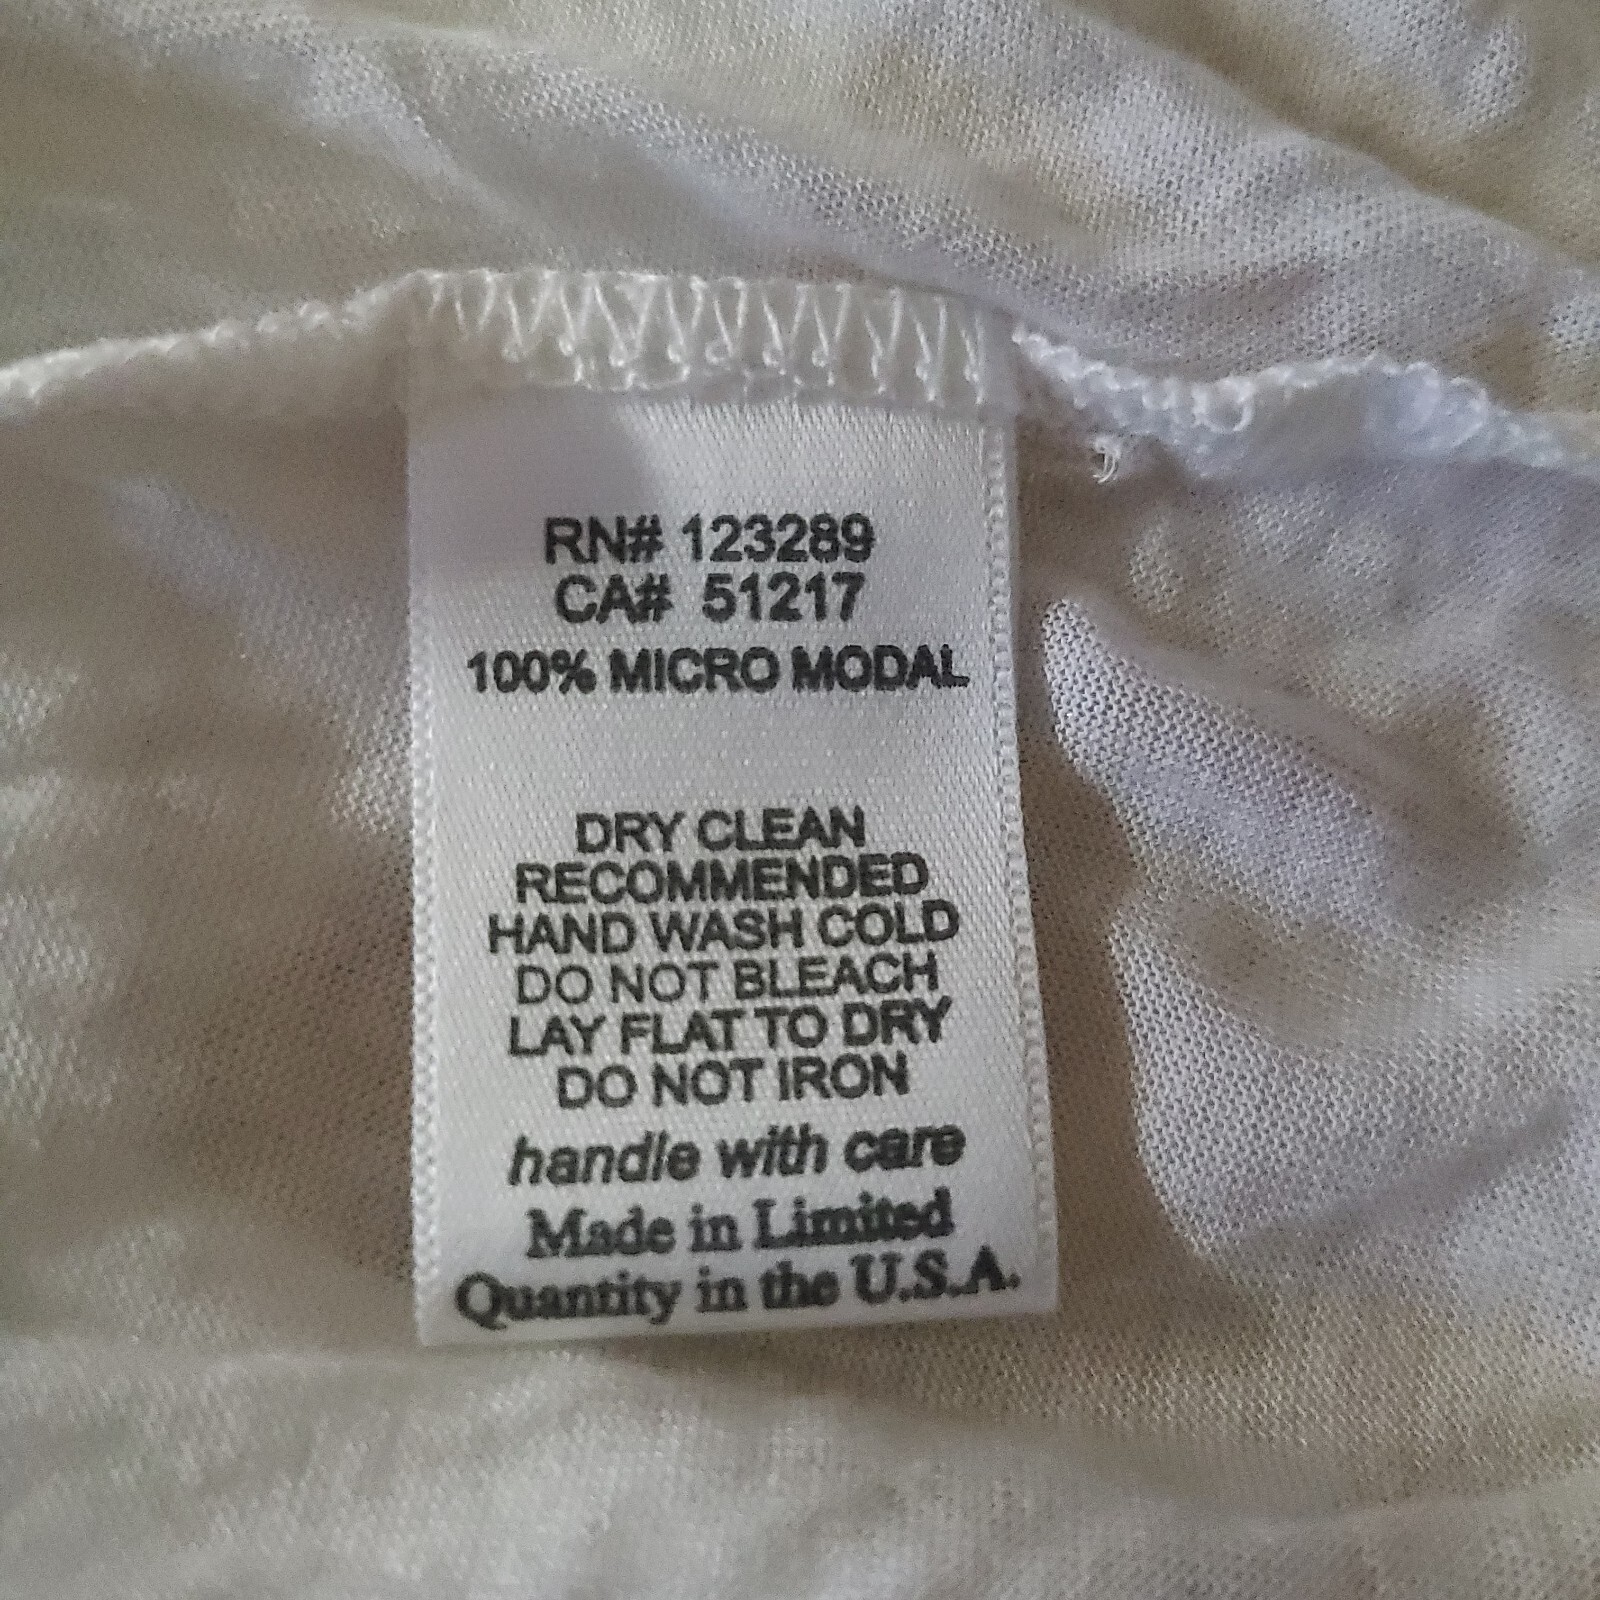 RN# 123289
CA# 51217
100% MICRO MODAL
DRY CLEAN
RECOMMENDED
HAND WASH COLD
DO NOT BLEACH
LAY FLAT TO DRY
DO NOT IRON
handle with care
Made in Limited
Quantity in the U.S.A.